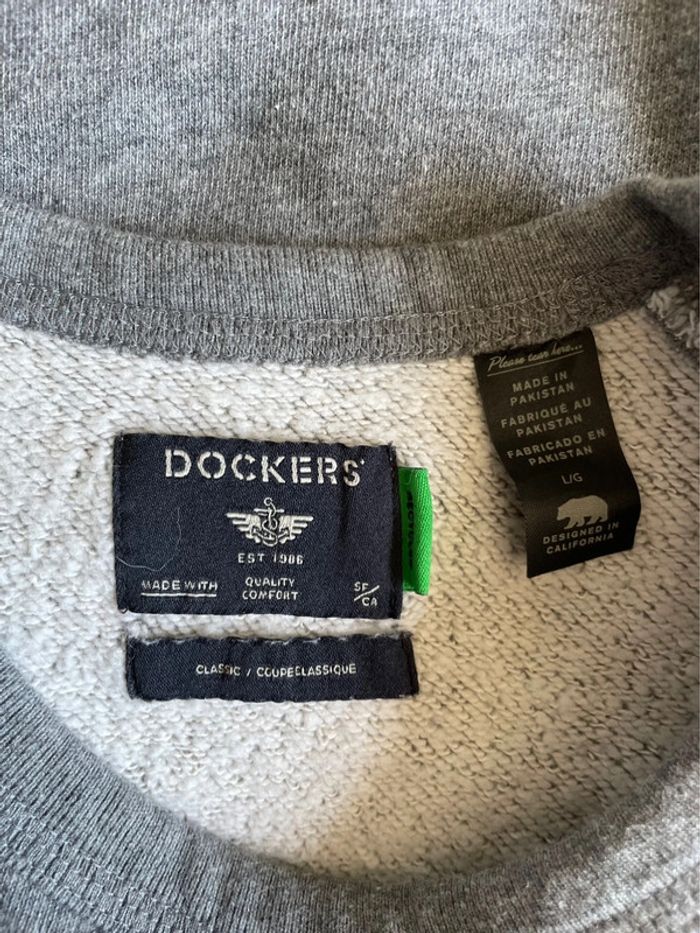 Please tear here...
MADE IN
PAKISTAN
FABRIQUÉ AU
PAKISTAN
FABRICADO EN
PAKISTAN
L/G
DESIGNED IN
CALIFORNIA
DOCKERS
EST 1986
MADE WITH
QUALITY
COMFORT
SF/CA
CLASSIC / COUPE CLASSIQUE